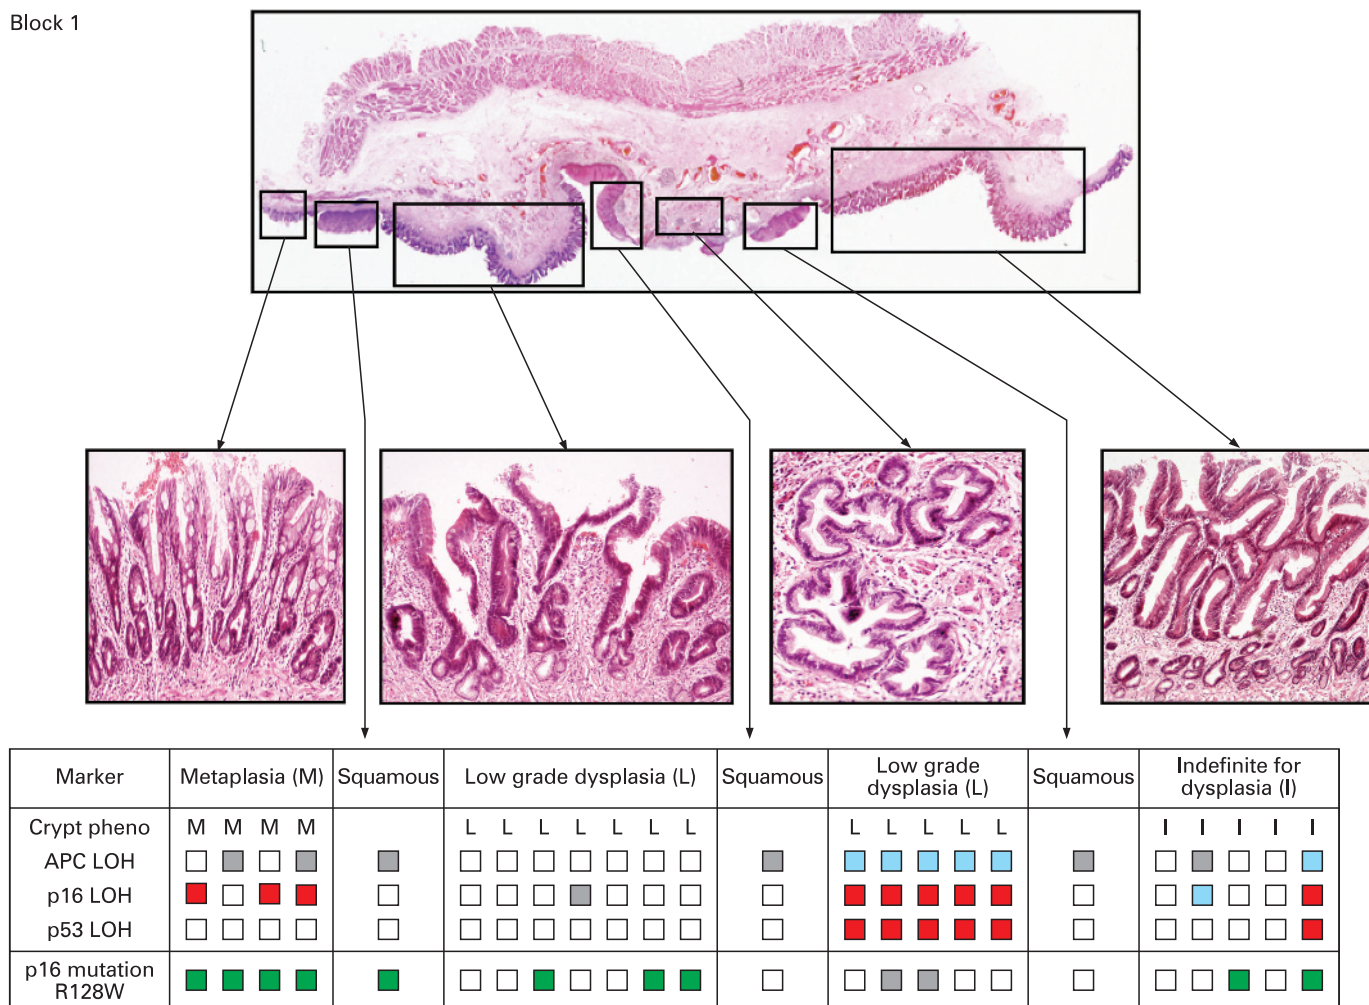 Block 1
Marker Metaplasia (M) Squamous Low grade dysplasia (L) Squamous Low grade dysplasia (L) Squamous Indefinite for dysplasia (I)
Crypt pheno M M M M L L L L L L L L L L L L I I I I I
APC LOH
p16 LOH
p53 LOH
p16 mutation
R128W